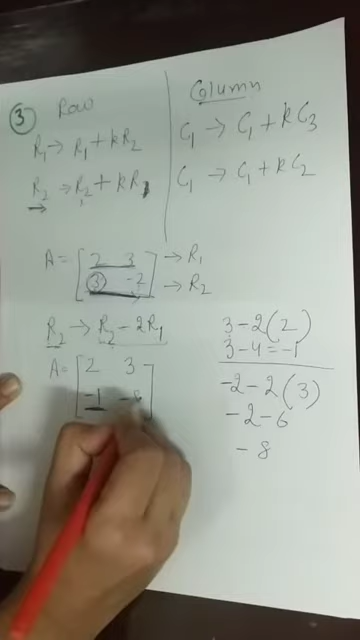 ③ Row
R₁ → R₁ + kR₂
R₂ → R₂ + kR₁
Column
C₁ → C₁ + kC₃
C₁ → C₁ + kC₂
A = [ 2 3 ] → R₁
[ 3 -2 ] → R₂
R₂ → R₂ - 2R₁
A = [ 2 3 ]
[ -1 -8 ]
3 - 2(2)
3 - 4 = -1
-2 - 2(3)
-2 - 6
- 8